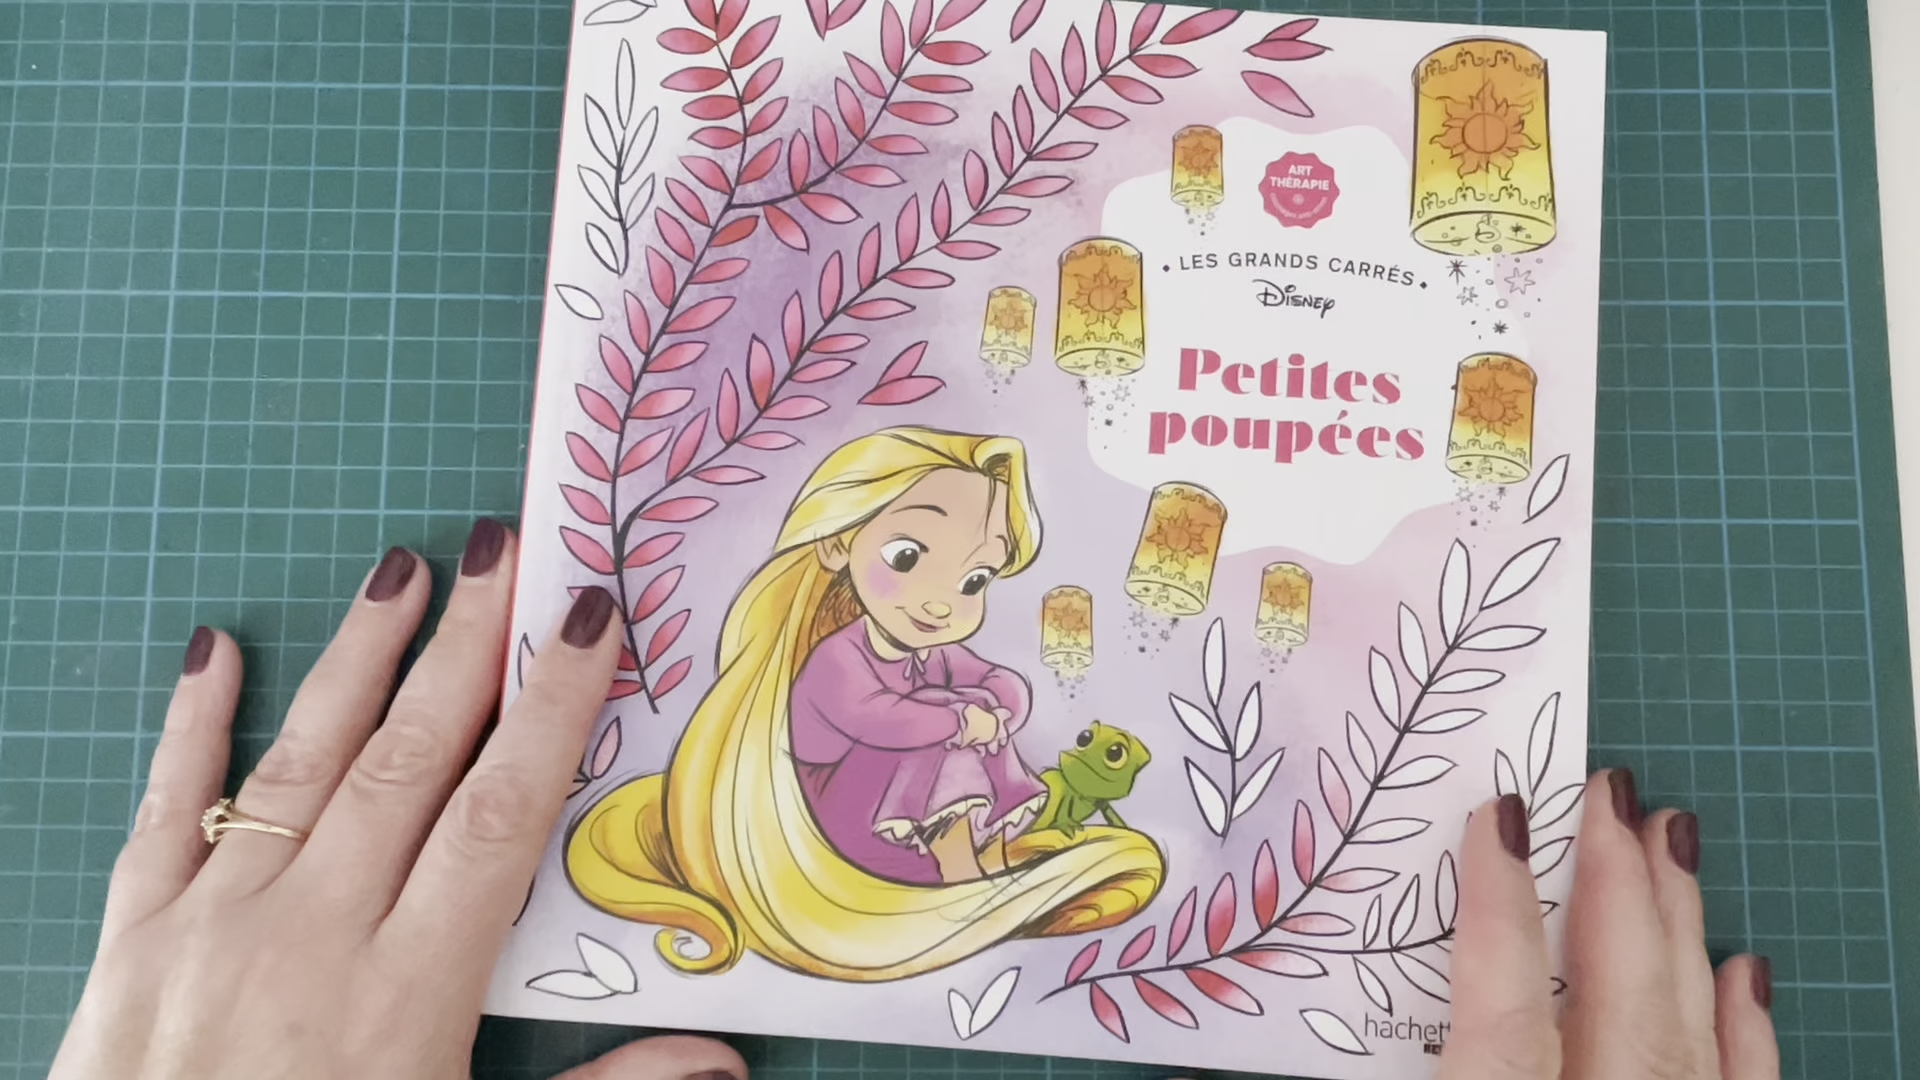 ART
THÉRAPIE
• LES GRANDS CARRÉS •
Disney
Petites
poupées
hachett